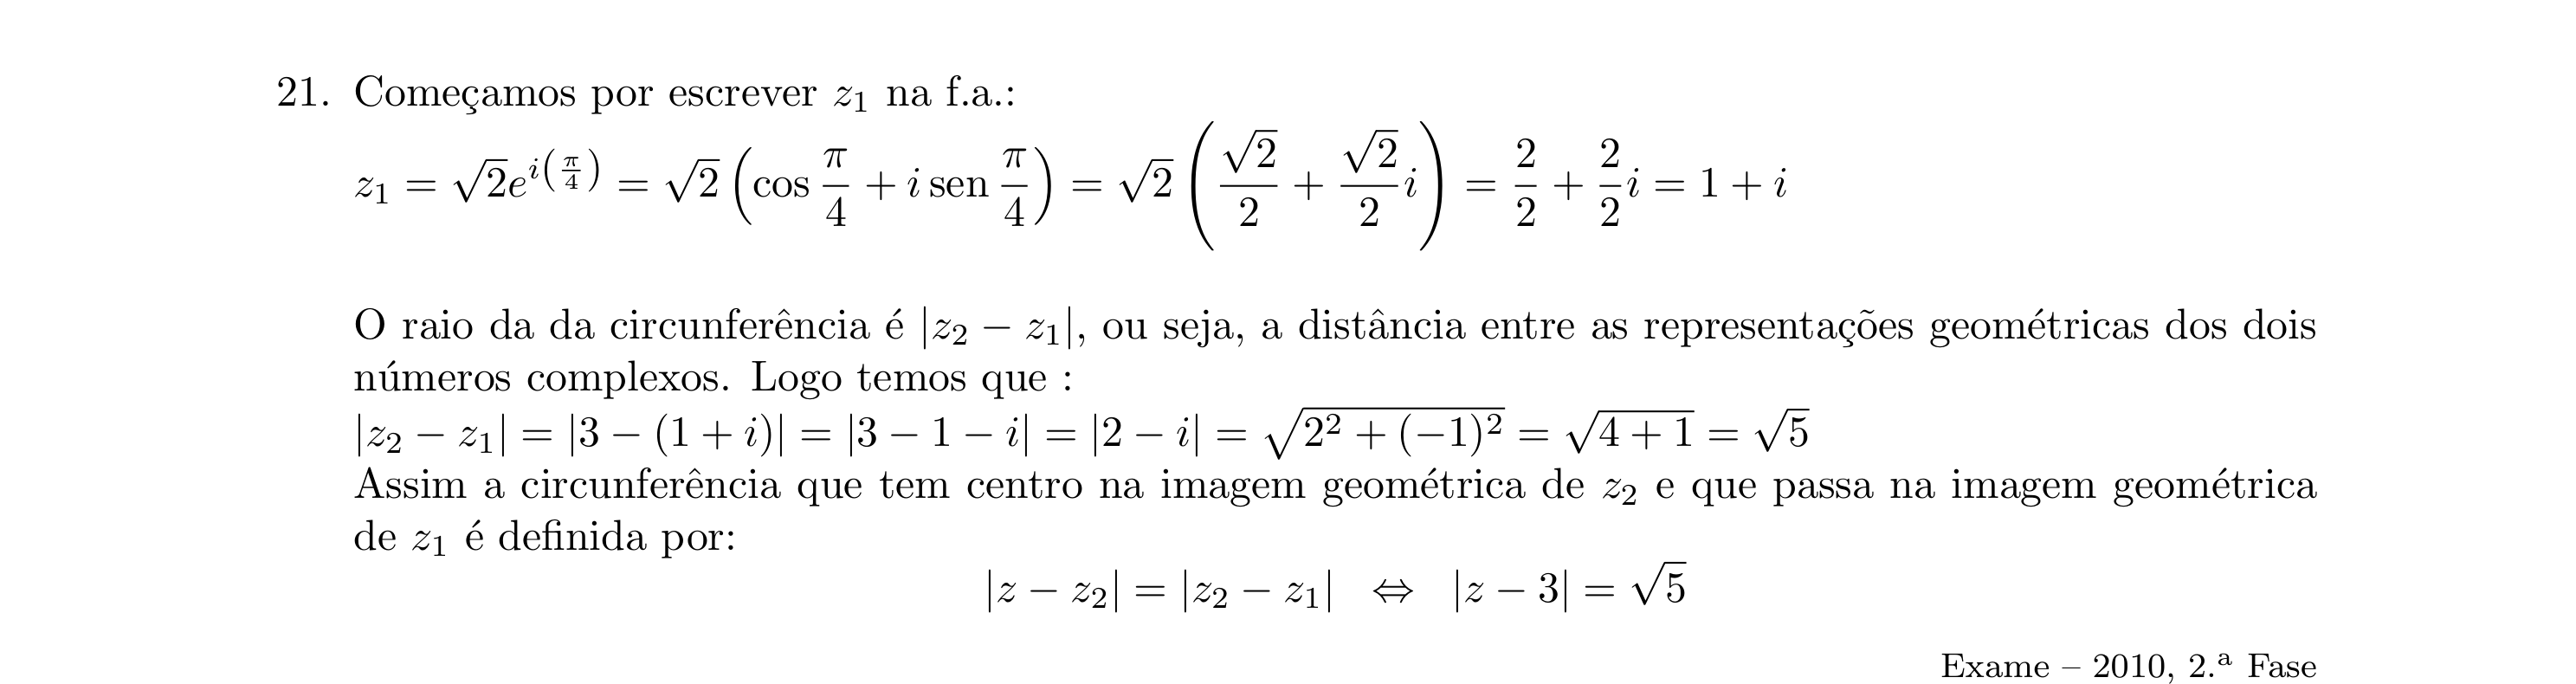 21. Começamos por escrever z₁ na f.a.:
z₁ = √2e^{i(π/4)} = √2 (cos π/4 + i sen π/4) = √2 (√2/2 + √2/2 i) = 2/2 + 2/2 i = 1 + i
O raio da da circunferência é |z₂ − z₁|, ou seja, a distância entre as representações geométricas dos dois
números complexos. Logo temos que :
|z₂ − z₁| = |3 − (1 + i)| = |3 − 1 − i| = |2 − i| = √(2² + (−1)²) = √(4 + 1) = √5
Assim a circunferência que tem centro na imagem geométrica de z₂ e que passa na imagem geométrica
de z₁ é definida por:
|z − z₂| = |z₂ − z₁| ⇔ |z − 3| = √5
Exame – 2010, 2.ª Fase